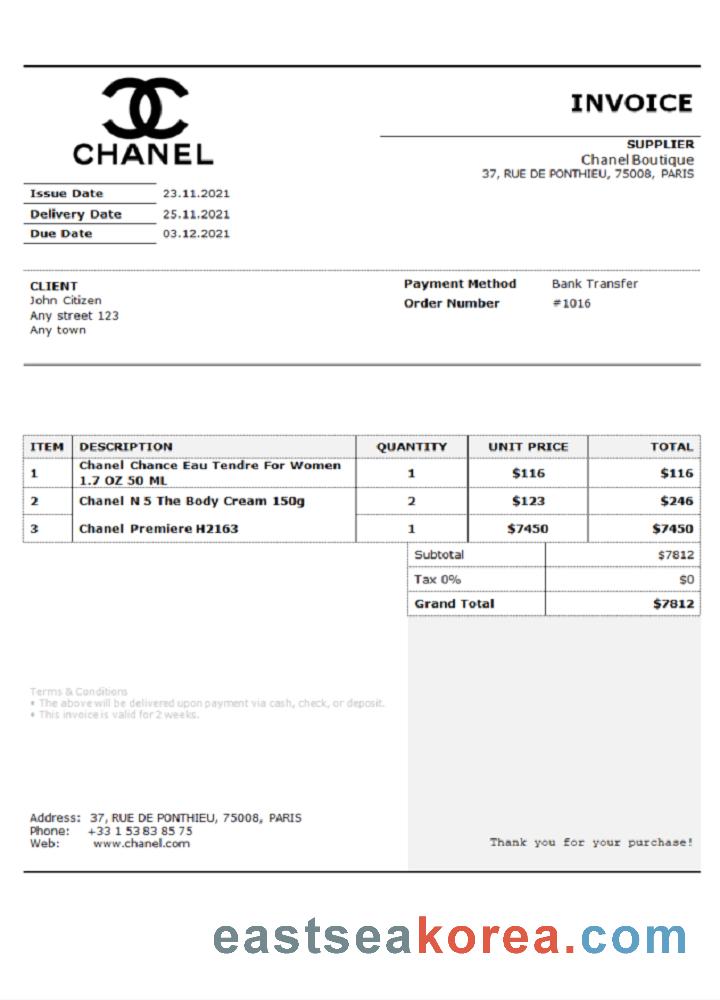 CHANEL
INVOICE
SUPPLIER
Chanel Boutique
37, RUE DE PONTHIEU, 75008, PARIS
Issue Date 23.11.2021
Delivery Date 25.11.2021
Due Date 03.12.2021
CLIENT
John Citizen
Any street 123
Any town
Payment Method Bank Transfer
Order Number #1016
ITEM DESCRIPTION QUANTITY UNIT PRICE TOTAL
1 Chanel Chance Eau Tendre For Women
1.7 OZ 50 ML 1 $116 $116
2 Chanel N 5 The Body Cream 150g 2 $123 $246
3 Chanel Premiere H2163 1 $7450 $7450
Subtotal $7812
Tax 0% $0
Grand Total $7812
Terms & Conditions
• The above will be delivered upon payment via cash, check, or deposit.
• This invoice is valid for 2 weeks.
Address: 37, RUE DE PONTHIEU, 75008, PARIS
Phone: +33 1 53 83 85 75
Web: www.chanel.com
Thank you for your purchase!
eastseakorea.com